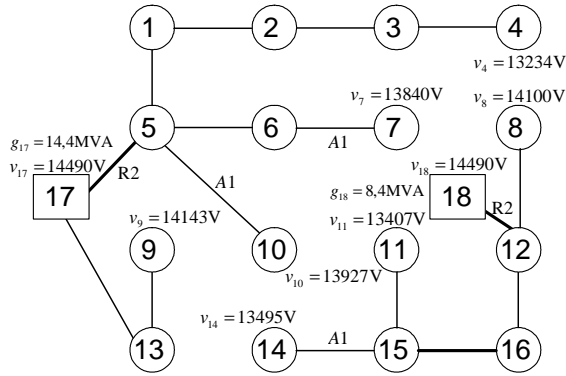 1 2 3 4
v4 = 13234V
v7 = 13840V v8 = 14100V
5 6 7 8
A1
g17 = 14,4MVA
v17 = 14490V R2
A1
v18 = 14490V
17 g18 = 8,4MVA 18 R2
v9 = 14143V v11 = 13407V
9 10 11 12
v10 = 13927V
v14 = 13495V
A1
13 14 15 16